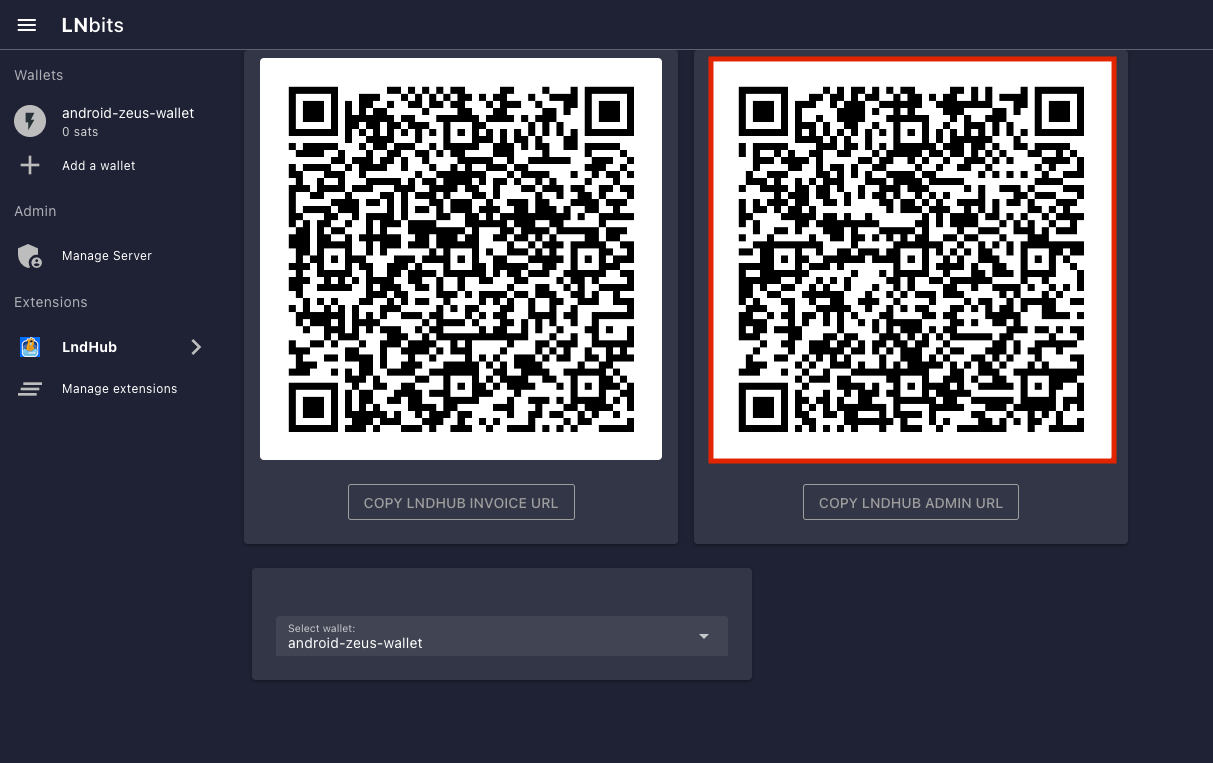 LNbits
Wallets
android-zeus-wallet
0 sats
Add a wallet
Admin
Manage Server
Extensions
LndHub
Manage extensions
COPY LNDHUB INVOICE URL
COPY LNDHUB ADMIN URL
Select wallet:
android-zeus-wallet